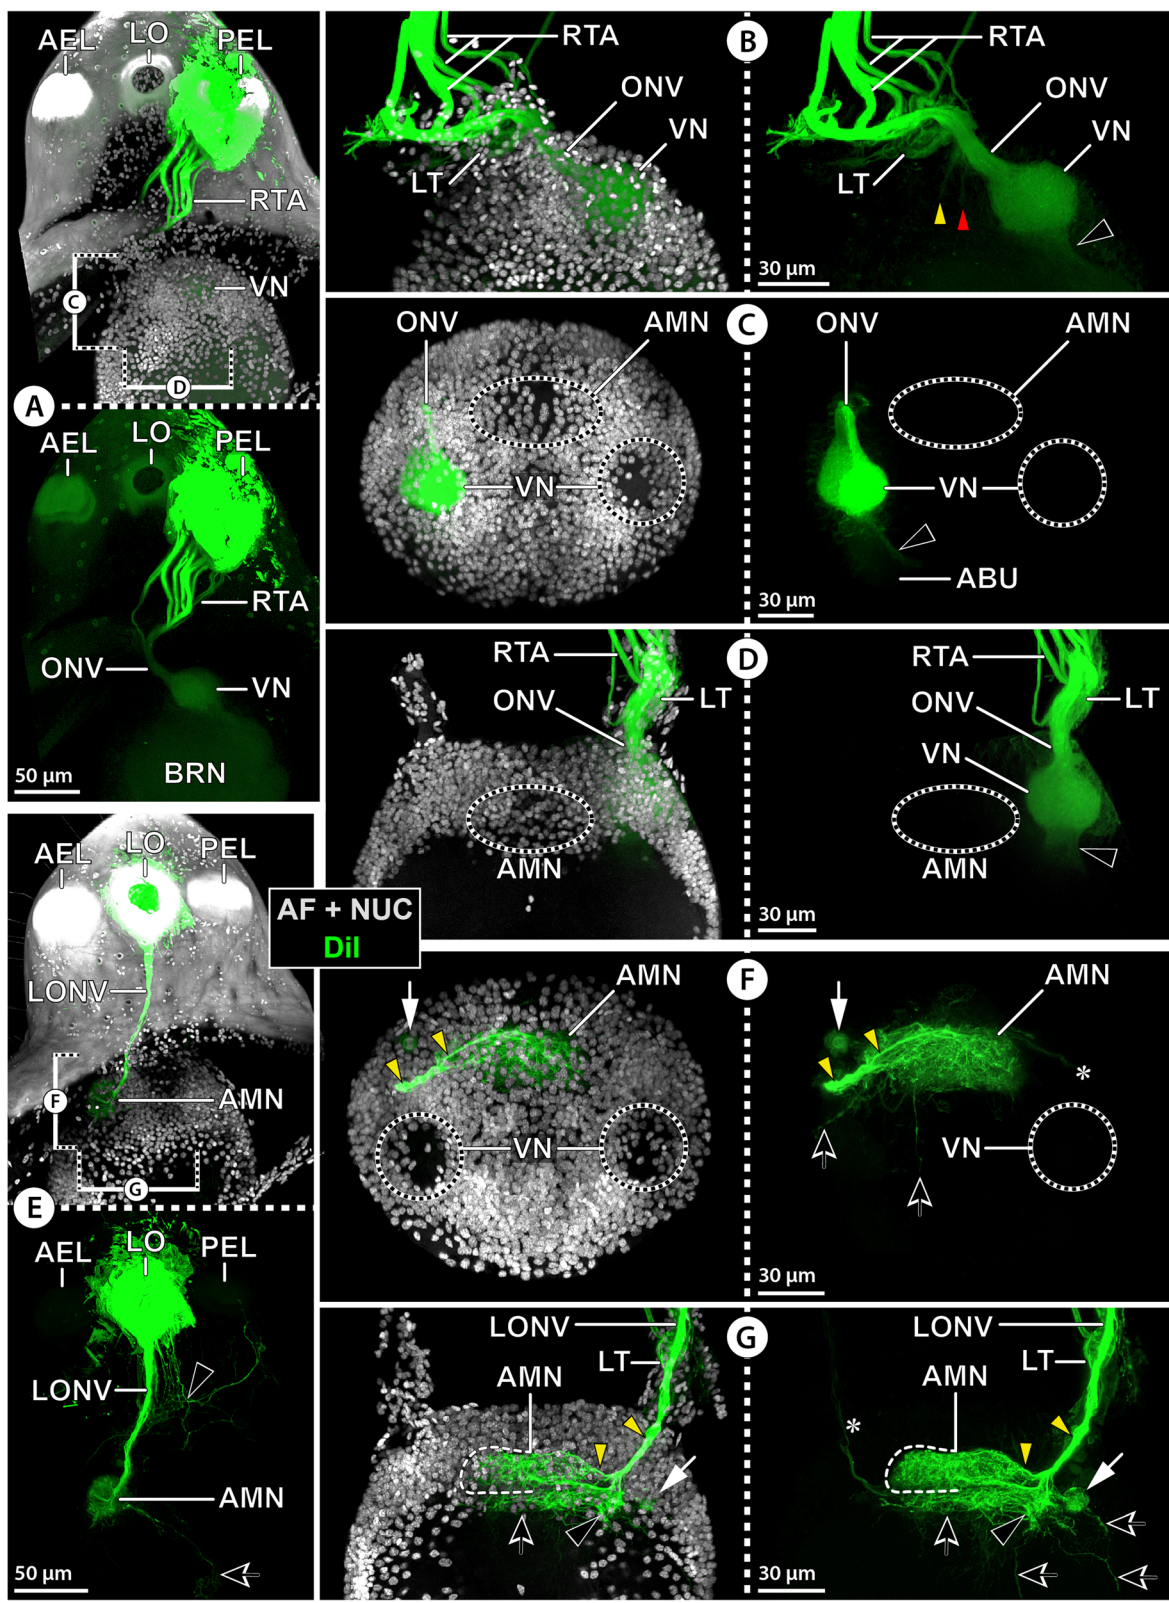 AEL LO PEL
RTA
C
VN
D
A
AEL LO PEL
RTA
ONV
VN
BRN
50 µm
RTA
ONV
VN
LT
B
RTA
ONV
VN
LT
30 µm
ONV
AMN
VN
C
ONV
AMN
VN
ABU
30 µm
RTA
ONV
LT
AMN
D
RTA
LT
ONV
VN
AMN
30 µm
AF + NUC
DiI
AEL LO PEL
LONV
F
AMN
G
E
AEL LO PEL
LONV
AMN
50 µm
AMN
VN
F
AMN
*
VN
30 µm
LONV
LT
AMN
G
LONV
LT
AMN
*
30 µm